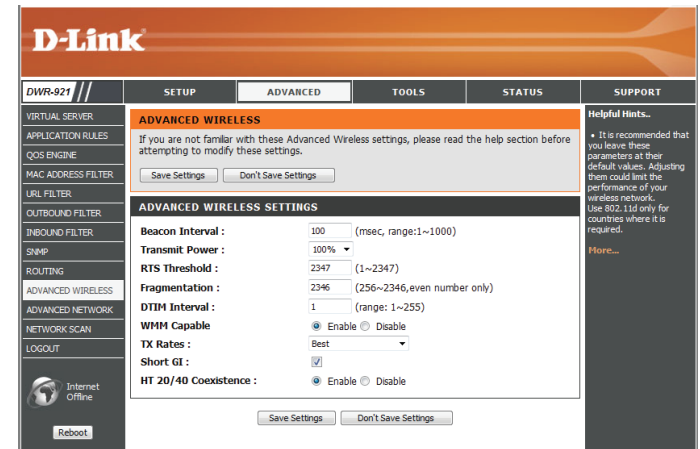 D-Link
DWR-921
SETUP
ADVANCED
TOOLS
STATUS
SUPPORT
VIRTUAL SERVER
APPLICATION RULES
QOS ENGINE
MAC ADDRESS FILTER
URL FILTER
OUTBOUND FILTER
INBOUND FILTER
SNMP
ROUTING
ADVANCED WIRELESS
ADVANCED NETWORK
NETWORK SCAN
LOGOUT
Internet
Offline
Reboot
ADVANCED WIRELESS
If you are not familar with these Advanced Wireless settings, please read the help section before
attempting to modify these settings.
Save Settings Don't Save Settings
ADVANCED WIRELESS SETTINGS
Beacon Interval : 100 (msec, range:1~1000)
Transmit Power : 100%
RTS Threshold : 2347 (1~2347)
Fragmentation : 2346 (256~2346,even number only)
DTIM Interval : 1 (range: 1~255)
WMM Capable Enable Disable
TX Rates : Best
Short GI :
HT 20/40 Coexistence : Enable Disable
Save Settings Don't Save Settings
Helpful Hints..
• It is recommended that
you leave these
parameters at their
default values. Adjusting
them could limit the
performance of your
wireless network.
Use 802.11d only for
countries where it is
required.
More...